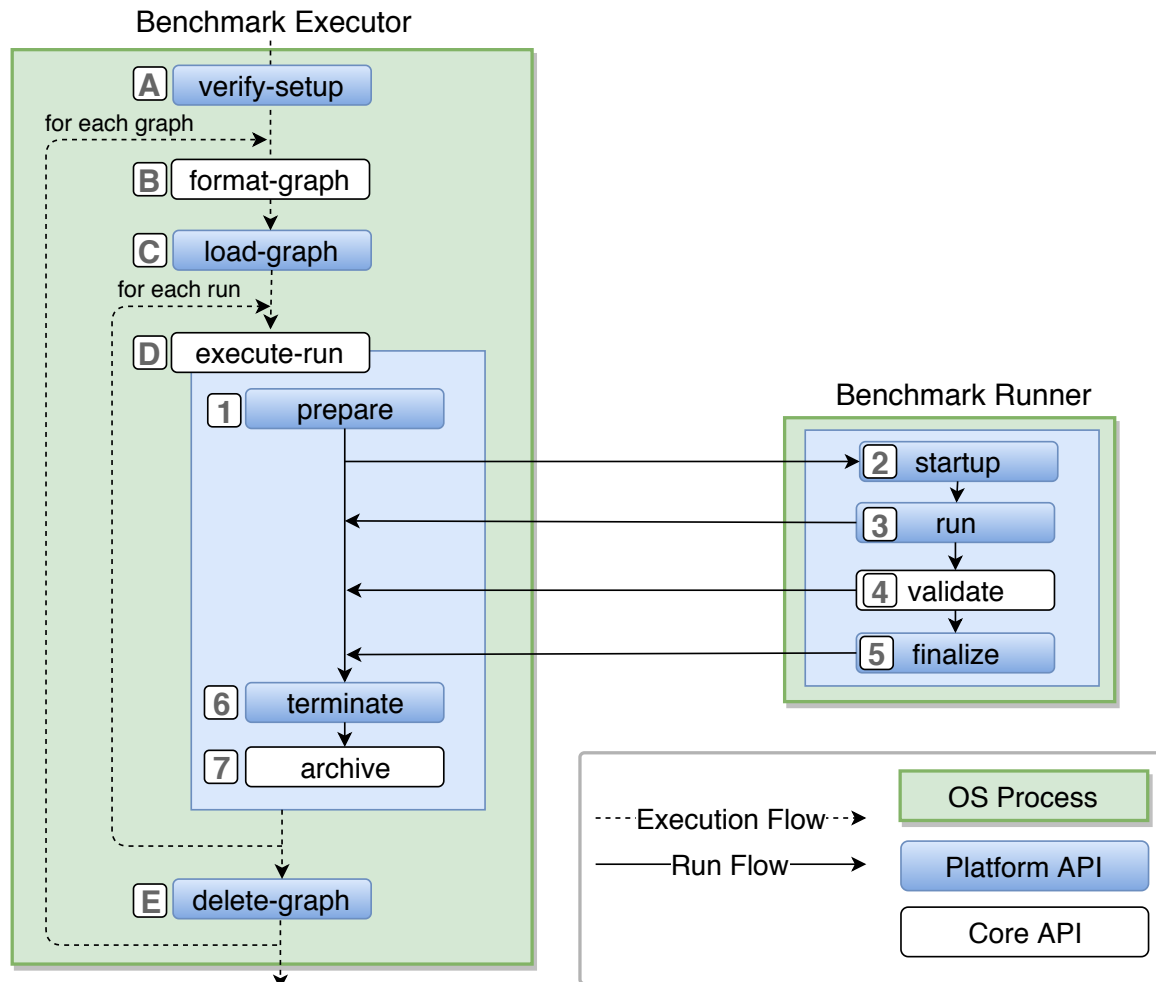 Benchmark Executor
A verify-setup
for each graph
B format-graph
C load-graph
for each run
D execute-run
1 prepare
Benchmark Runner
2 startup
3 run
4 validate
5 finalize
6 terminate
7 archive
E delete-graph
Execution Flow
Run Flow
OS Process
Platform API
Core API